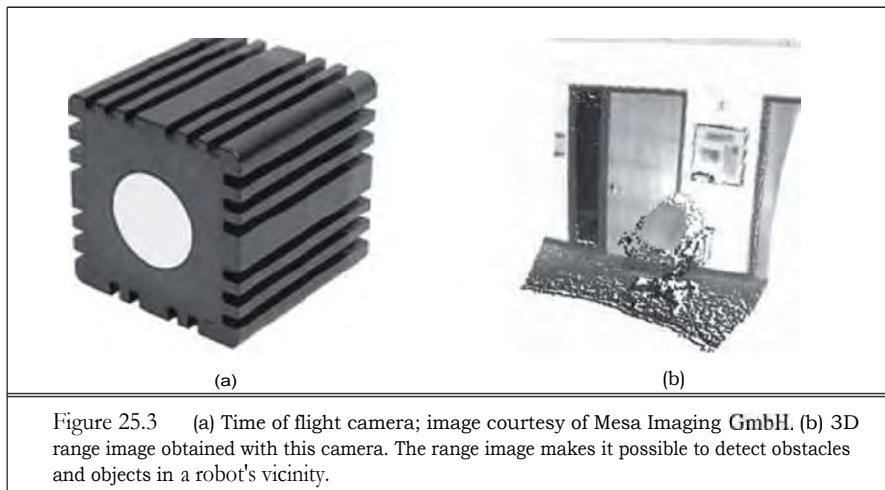 (a)
(b)
Figure 25.3 (a) Time of flight camera; image courtesy of Mesa Imaging GmbH. (b) 3D
range image obtained with this camera. The range image makes it possible to detect obstacles
and objects in a robot's vicinity.